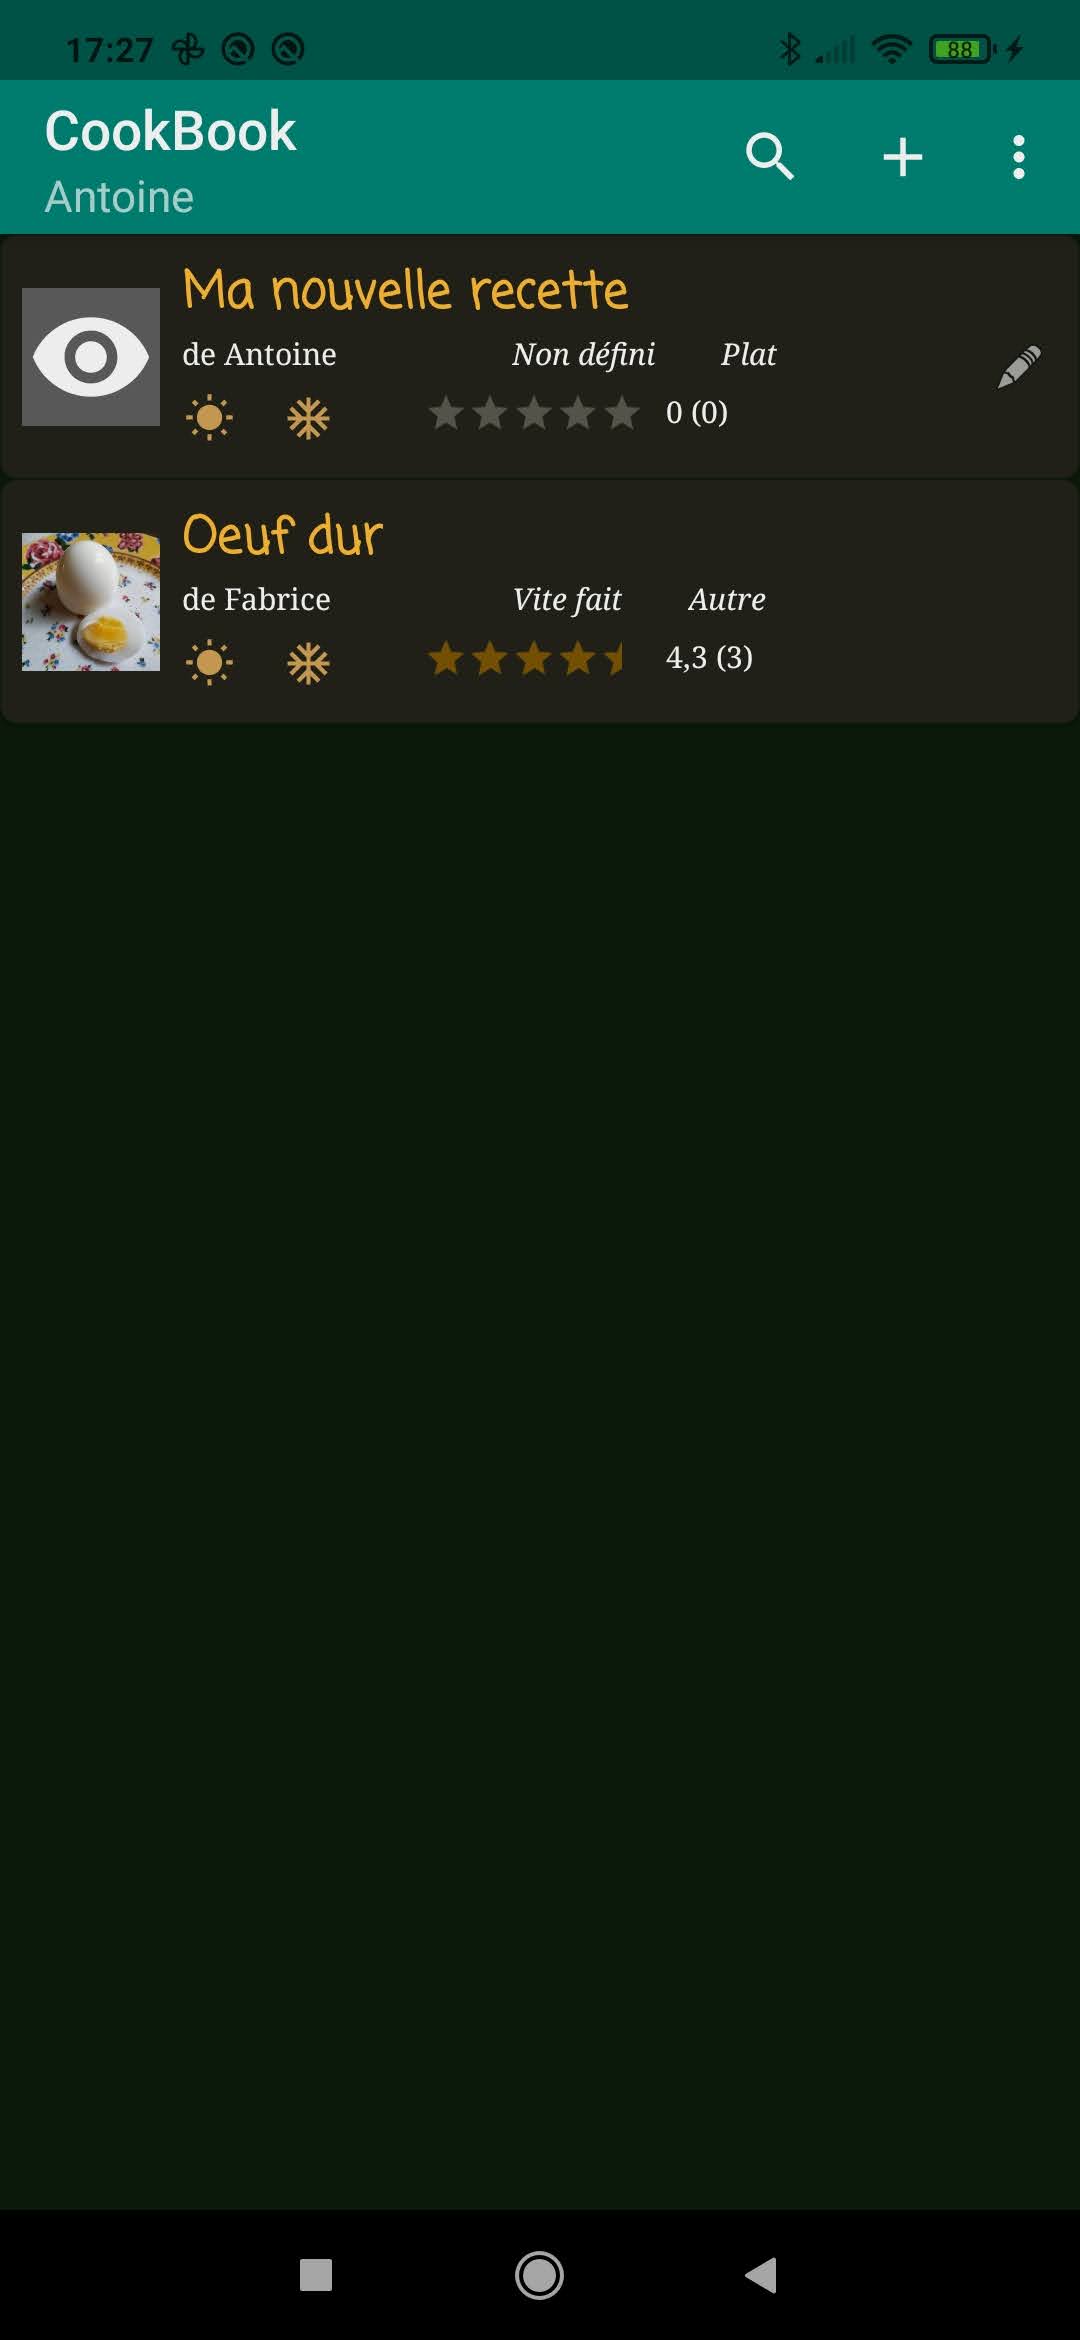 17:27 88
CookBook
Antoine
Ma nouvelle recette
de Antoine Non défini Plat
0 (0)
Oeuf dur
de Fabrice Vite fait Autre
4,3 (3)